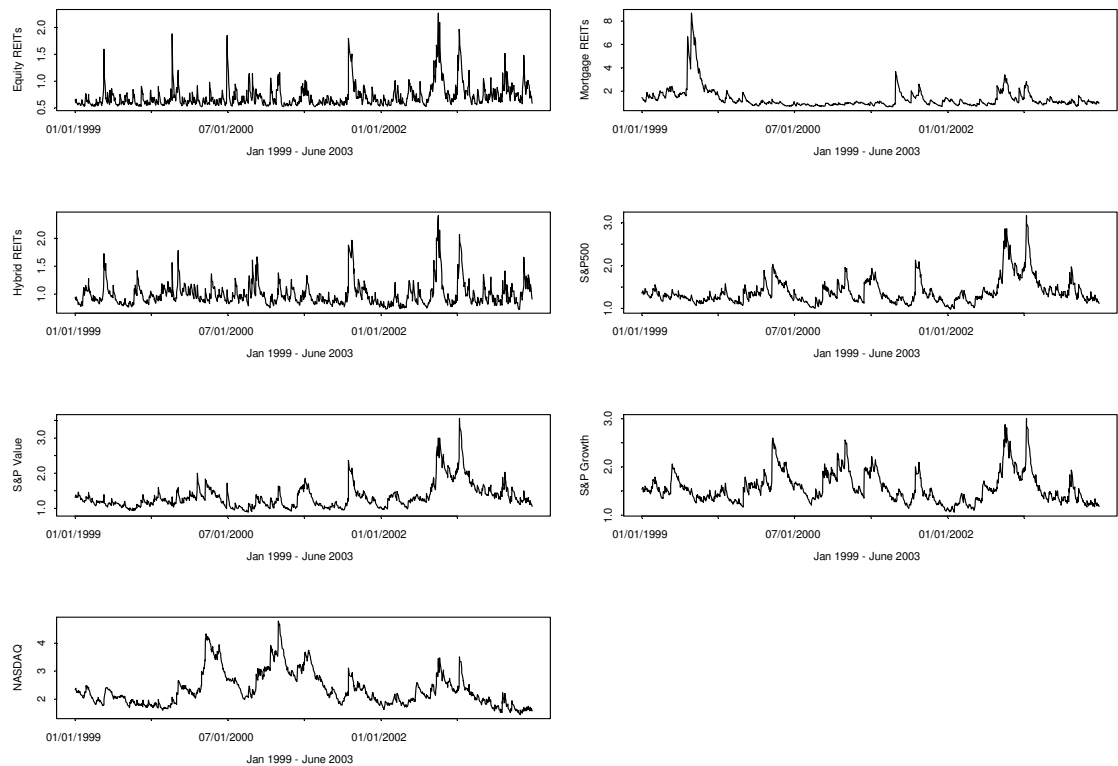 Equity REITs
0.5 1.0 1.5 2.0
01/01/1999 07/01/2000 01/01/2002
Jan 1999 - June 2003
Mortgage REITs
2 4 6 8
01/01/1999 07/01/2000 01/01/2002
Jan 1999 - June 2003
Hybrid REITs
1.0 1.5 2.0
01/01/1999 07/01/2000 01/01/2002
Jan 1999 - June 2003
S&P500
1.0 2.0 3.0
01/01/1999 07/01/2000 01/01/2002
Jan 1999 - June 2003
S&P Value
1.0 2.0 3.0
01/01/1999 07/01/2000 01/01/2002
Jan 1999 - June 2003
S&P Growth
1.0 2.0 3.0
01/01/1999 07/01/2000 01/01/2002
Jan 1999 - June 2003
NASDAQ
2 3 4
01/01/1999 07/01/2000 01/01/2002
Jan 1999 - June 2003